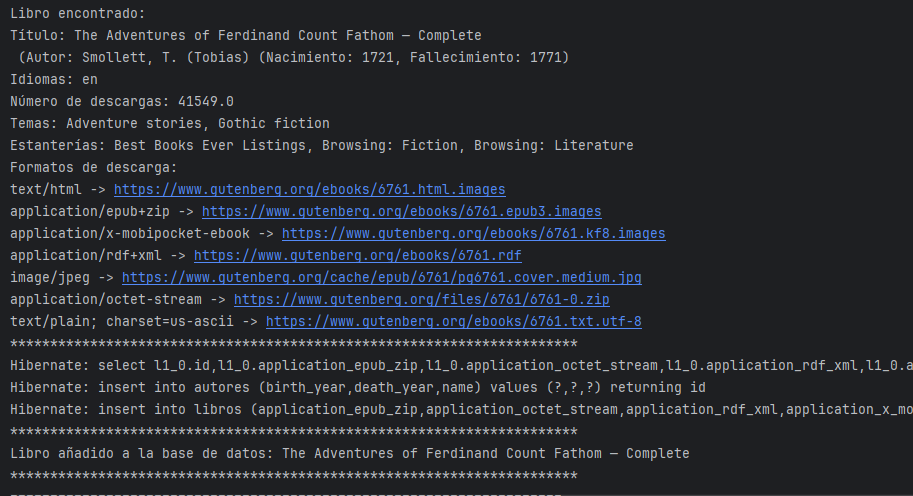 Libro encontrado:
Título: The Adventures of Ferdinand Count Fathom — Complete
(Autor: Smollett, T. (Tobias) (Nacimiento: 1721, Fallecimiento: 1771)
Idiomas: en
Número de descargas: 41549.0
Temas: Adventure stories, Gothic fiction
Estanterías: Best Books Ever Listings, Browsing: Fiction, Browsing: Literature
Formatos de descarga:
text/html -> https://www.gutenberg.org/ebooks/6761.html.images
application/epub+zip -> https://www.gutenberg.org/ebooks/6761.epub3.images
application/x-mobipocket-ebook -> https://www.gutenberg.org/ebooks/6761.kf8.images
application/rdf+xml -> https://www.gutenberg.org/ebooks/6761.rdf
image/jpeg -> https://www.gutenberg.org/cache/epub/6761/pg6761.cover.medium.jpg
application/octet-stream -> https://www.gutenberg.org/files/6761/6761-0.zip
text/plain; charset=us-ascii -> https://www.gutenberg.org/ebooks/6761.txt.utf-8
***********************************************************************
Hibernate: select l1_0.id,l1_0.application_epub_zip,l1_0.application_octet_stream,l1_0.application_rdf_xml,l1_0.a
Hibernate: insert into autores (birth_year,death_year,name) values (?,?,?) returning id
Hibernate: insert into libros (application_epub_zip,application_octet_stream,application_rdf_xml,application_x_mo
***********************************************************************
Libro añadido a la base de datos: The Adventures of Ferdinand Count Fathom — Complete
***********************************************************************